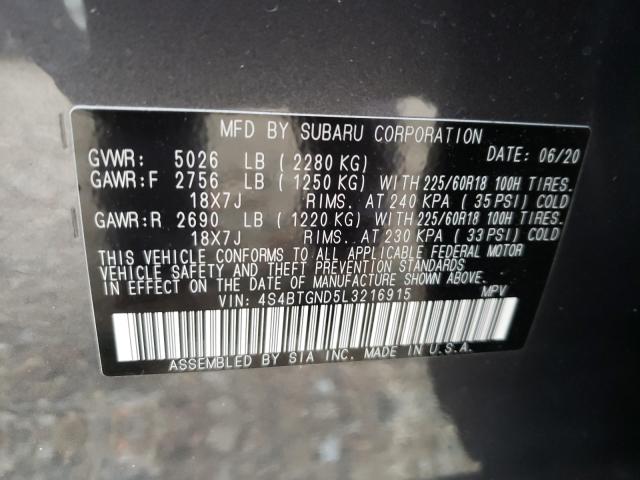 MFD BY SUBARU CORPORATION
GVWR: 5026 LB (2280 KG) DATE: 06/20
GAWR:F 2756 LB (1250 KG) WITH 225/60R18 100H TIRES.
18X7J RIMS. AT 240 KPA (35 PSI) COLD
GAWR:R 2690 LB (1220 KG) WITH 225/60R18 100H TIRES.
18X7J RIMS. AT 230 KPA (33 PSI) COLD
THIS VEHICLE CONFORMS TO ALL APPLICABLE FEDERAL MOTOR
VEHICLE SAFETY AND THEFT PREVENTION STANDARDS
IN EFFECT ON THE DATE OF MANUFACTURE SHOWN ABOVE.
VIN: 4S4BTGND5L3216915 MPV
ASSEMBLED BY SIA INC. MADE IN U.S.A.